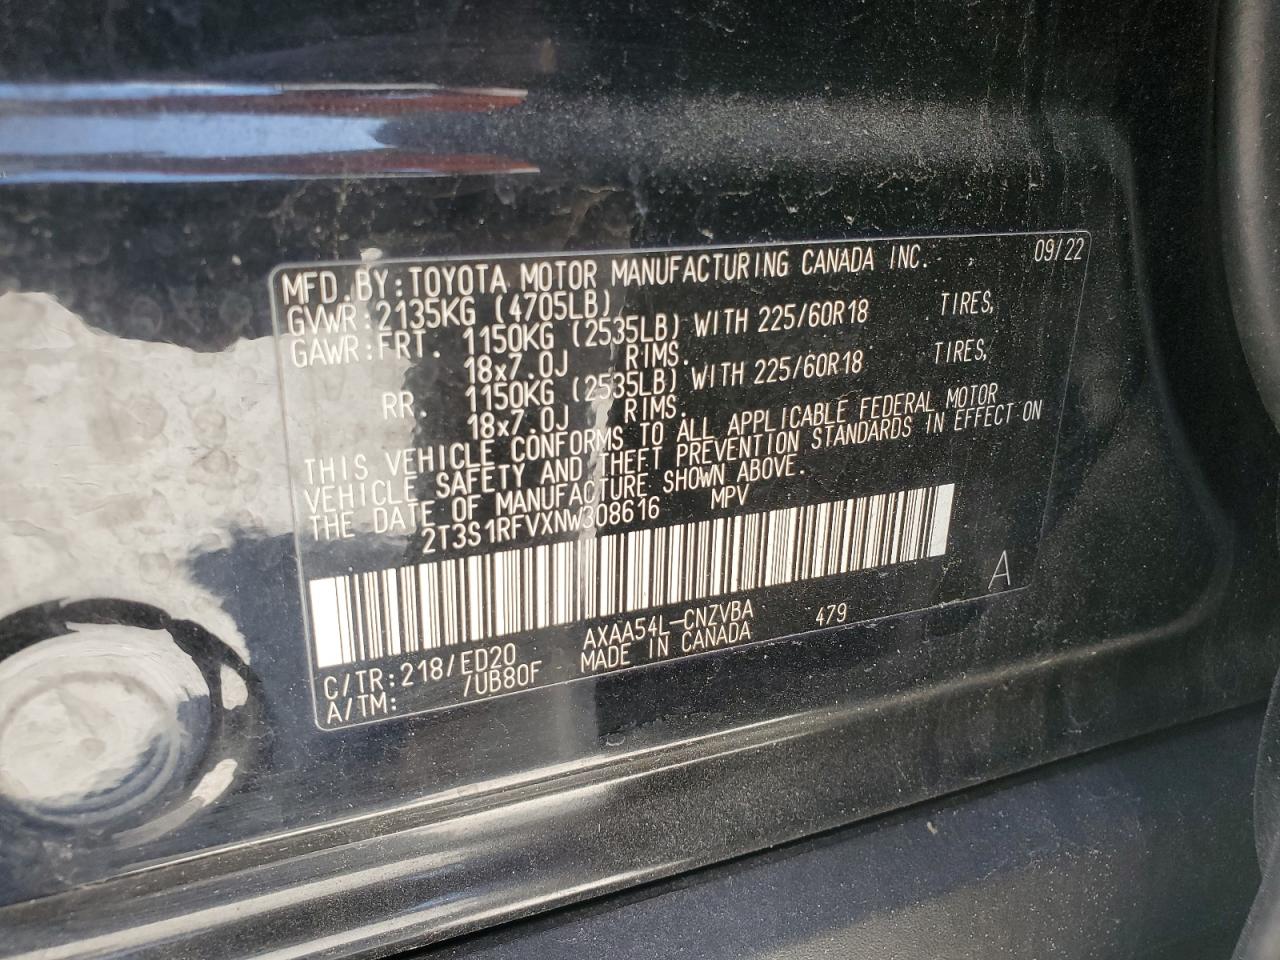 MFD.BY: TOYOTA MOTOR MANUFACTURING CANADA INC. 09/22
GVWR: 2135KG (4705LB)
GAWR: FRT. 1150KG (2535LB) WITH 225/60R18 TIRES,
18x7.0J RIMS.
RR. 1150KG (2535LB) WITH 225/60R18 TIRES,
18x7.0J RIMS.
THIS VEHICLE CONFORMS TO ALL APPLICABLE FEDERAL MOTOR
VEHICLE SAFETY AND THEFT PREVENTION STANDARDS IN EFFECT ON
THE DATE OF MANUFACTURE SHOWN ABOVE.
2T3S1RFVXNW308616 MPV
A
C/TR: 218/ED20 AXAA54L-CNZVBA 479
A/TM: /UB80F MADE IN CANADA